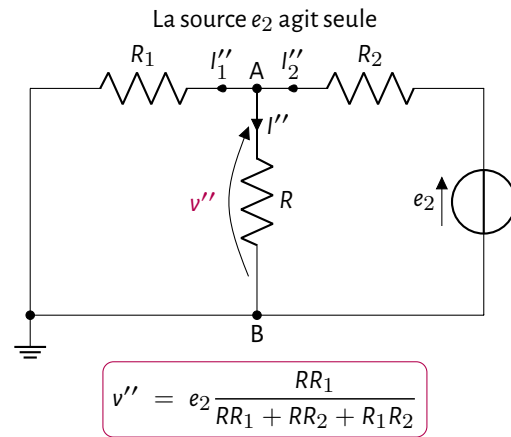 La source e₂ agit seule
R₁ I₁′′ A I₂′′ R₂
I′′
v′′ R e₂
B
v′′ = e₂ RR₁ / (RR₁ + RR₂ + R₁R₂)